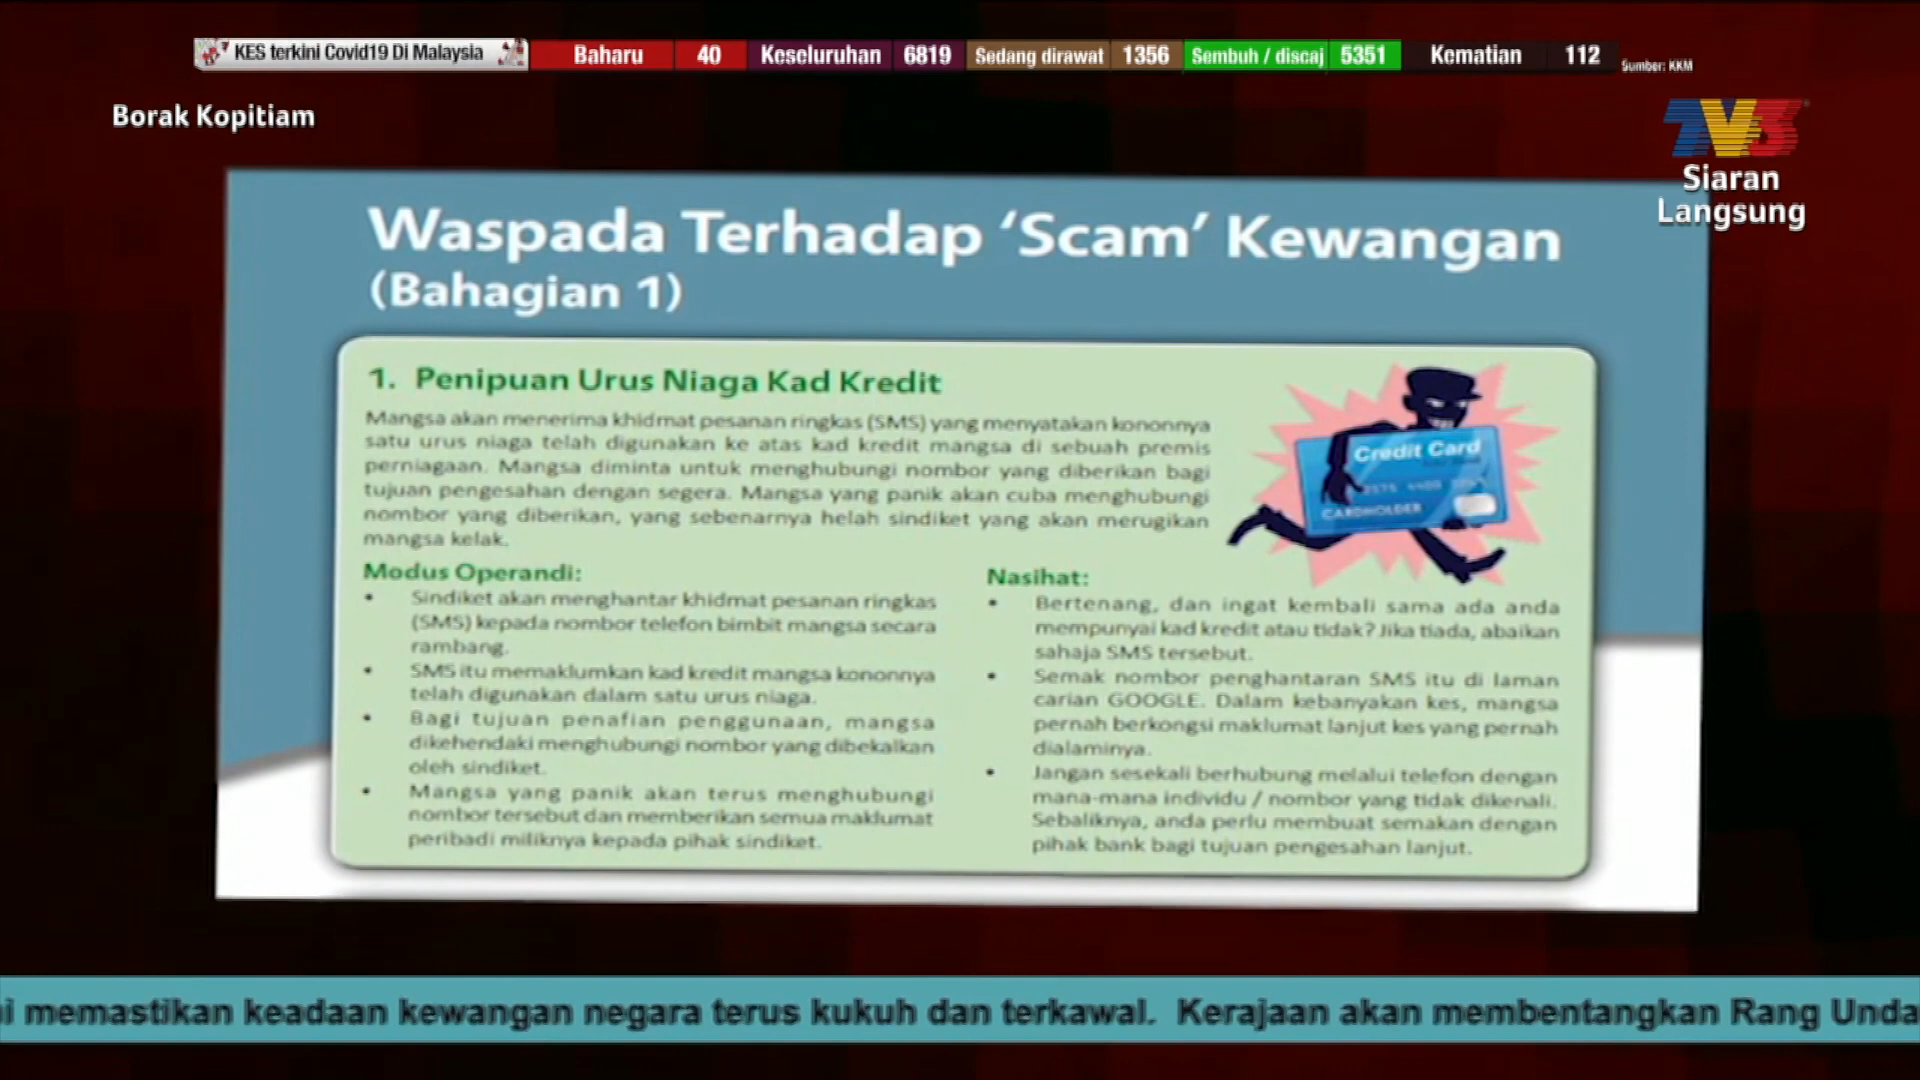 KES terkini Covid19 Di Malaysia Baharu 40 Keseluruhan 6819 Sedang dirawat 1356 Sembuh / discaj 5351 Kematian 112 Sumber: KKM
Borak Kopitiam
TV3
Siaran
Langsung
Waspada Terhadap ‘Scam’ Kewangan
(Bahagian 1)
1. Penipuan Urus Niaga Kad Kredit
Mangsa akan menerima khidmat pesanan ringkas (SMS) yang menyatakan kononnya
satu urus niaga telah digunakan ke atas kad kredit mangsa di sebuah premis
perniagaan. Mangsa diminta untuk menghubungi nombor yang diberikan bagi
tujuan pengesahan dengan segera. Mangsa yang panik akan cuba menghubungi
nombor yang diberikan, yang sebenarnya helah sindiket yang akan merugikan
mangsa kelak.
Credit Card
CARDHOLDER
Modus Operandi:
• Sindiket akan menghantar khidmat pesanan ringkas
(SMS) kepada nombor telefon bimbit mangsa secara
rambang.
• SMS itu memaklumkan kad kredit mangsa kononnya
telah digunakan dalam satu urus niaga.
• Bagi tujuan penafian penggunaan, mangsa
dikehendaki menghubungi nombor yang dibekalkan
oleh sindiket.
• Mangsa yang panik akan terus menghubungi
nombor tersebut dan memberikan semua maklumat
peribadi miliknya kepada pihak sindiket.
Nasihat:
• Bertenang, dan ingat kembali sama ada anda
mempunyai kad kredit atau tidak? Jika tiada, abaikan
sahaja SMS tersebut.
• Semak nombor penghantaran SMS itu di laman
carian GOOGLE. Dalam kebanyakan kes, mangsa
pernah berkongsi maklumat lanjut kes yang pernah
dialaminya.
• Jangan sesekali berhubung melalui telefon dengan
mana-mana individu / nombor yang tidak dikenali.
Sebaliknya, anda perlu membuat semakan dengan
pihak bank bagi tujuan pengesahan lanjut.
i memastikan keadaan kewangan negara terus kukuh dan terkawal. Kerajaan akan membentangkan Rang Unda